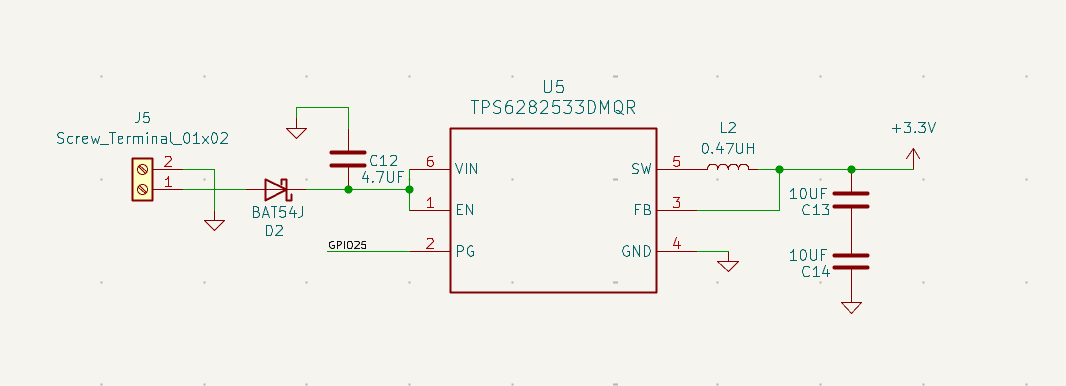 U5
TPS6282533DMQR
J5
Screw_Terminal_01x02
L2
0.47UH
+3.3V
2
1
C12
4.7UF
6
VIN
SW
5
1
EN
FB
3
10UF
C13
BAT54J
D2
GPIO25
2
PG
GND
4
10UF
C14